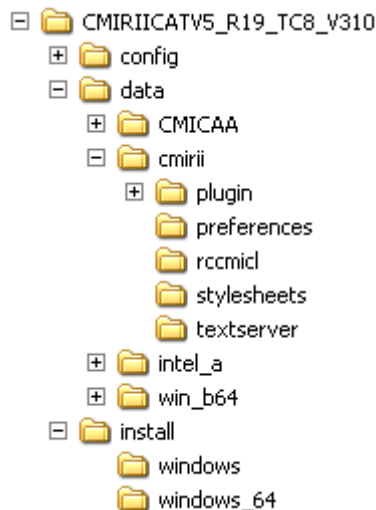 CMIRIICATV5_R19_TC8_V310
config
data
CMICAA
cmirii
plugin
preferences
rccmicl
stylesheets
textserver
intel_a
win_b64
install
windows
windows_64